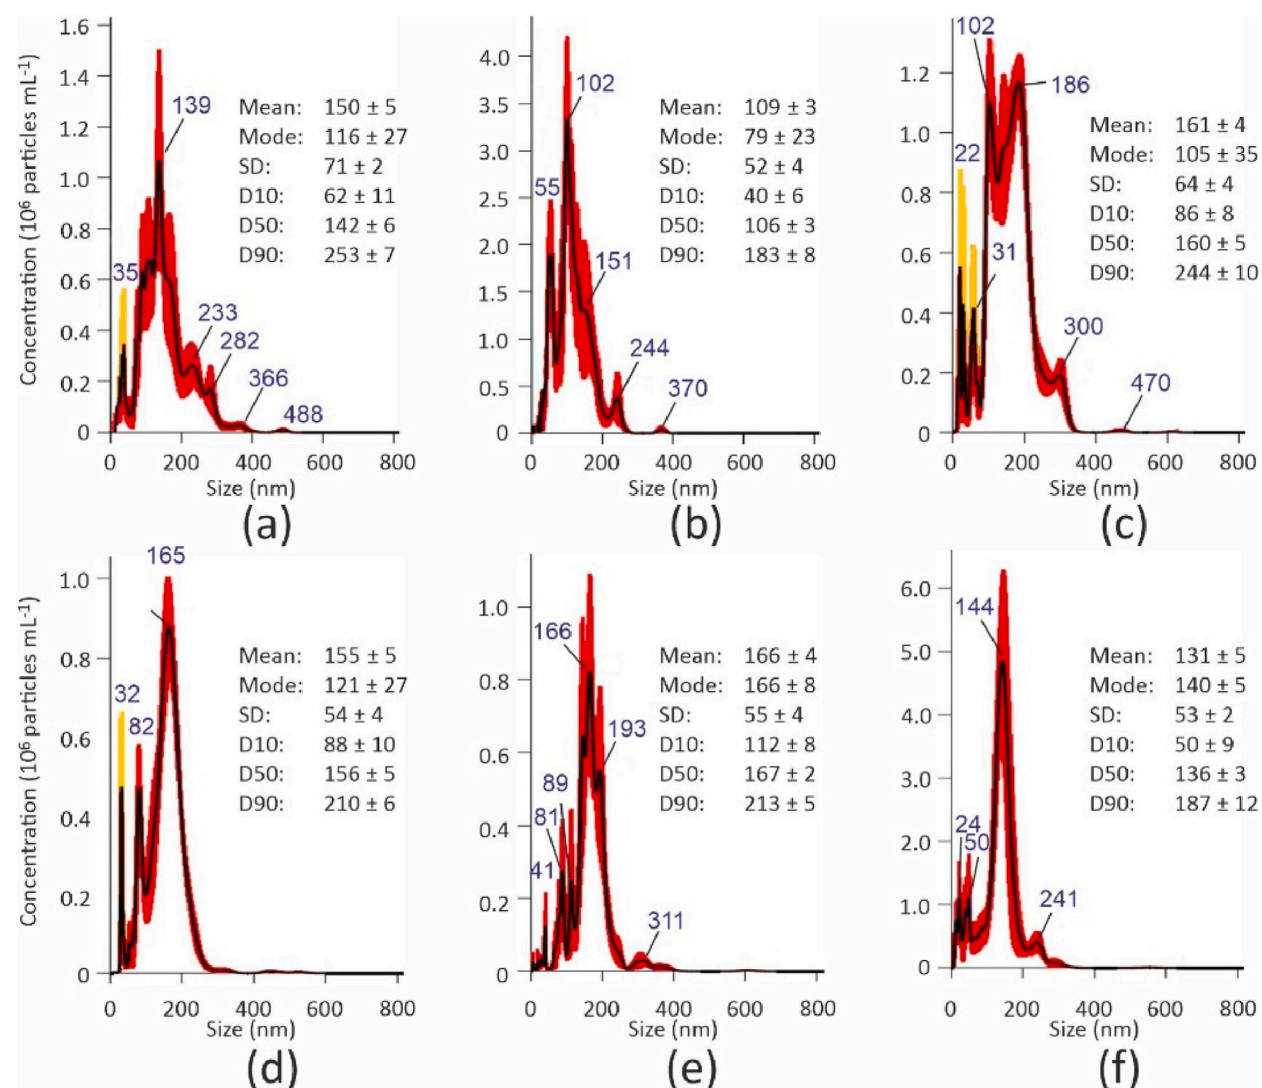 Concentration (10⁶ particles mL⁻¹)
1.6
1.4
1.2
1.0
0.8
0.6
0.4
0.2
0
139
35
233
282
366
488
Mean: 150 ± 5
Mode: 116 ± 27
SD: 71 ± 2
D10: 62 ± 11
D50: 142 ± 6
D90: 253 ± 7
0 200 400 600 800
Size (nm)
(a)
4.0
3.5
3.0
2.5
2.0
1.5
1.0
0.5
0
102
55
151
244
370
Mean: 109 ± 3
Mode: 79 ± 23
SD: 52 ± 4
D10: 40 ± 6
D50: 106 ± 3
D90: 183 ± 8
0 200 400 600 800
Size (nm)
(b)
1.2
1.0
0.8
0.6
0.4
0.2
0
102
186
22
31
300
470
Mean: 161 ± 4
Mode: 105 ± 35
SD: 64 ± 4
D10: 86 ± 8
D50: 160 ± 5
D90: 244 ± 10
0 200 400 600 800
Size (nm)
(c)
Concentration (10⁶ particles mL⁻¹)
1.0
0.8
0.6
0.4
0.2
0
165
32
82
Mean: 155 ± 5
Mode: 121 ± 27
SD: 54 ± 4
D10: 88 ± 10
D50: 156 ± 5
D90: 210 ± 6
0 200 400 600 800
Size (nm)
(d)
1.0
0.8
0.6
0.4
0.2
0
166
193
89
81
41
311
Mean: 166 ± 4
Mode: 166 ± 8
SD: 55 ± 4
D10: 112 ± 8
D50: 167 ± 2
D90: 213 ± 5
0 200 400 600 800
Size (nm)
(e)
6.0
5.0
4.0
3.0
2.0
1.0
0
144
24
50
241
Mean: 131 ± 5
Mode: 140 ± 5
SD: 53 ± 2
D10: 50 ± 9
D50: 136 ± 3
D90: 187 ± 12
0 200 400 600 800
Size (nm)
(f)